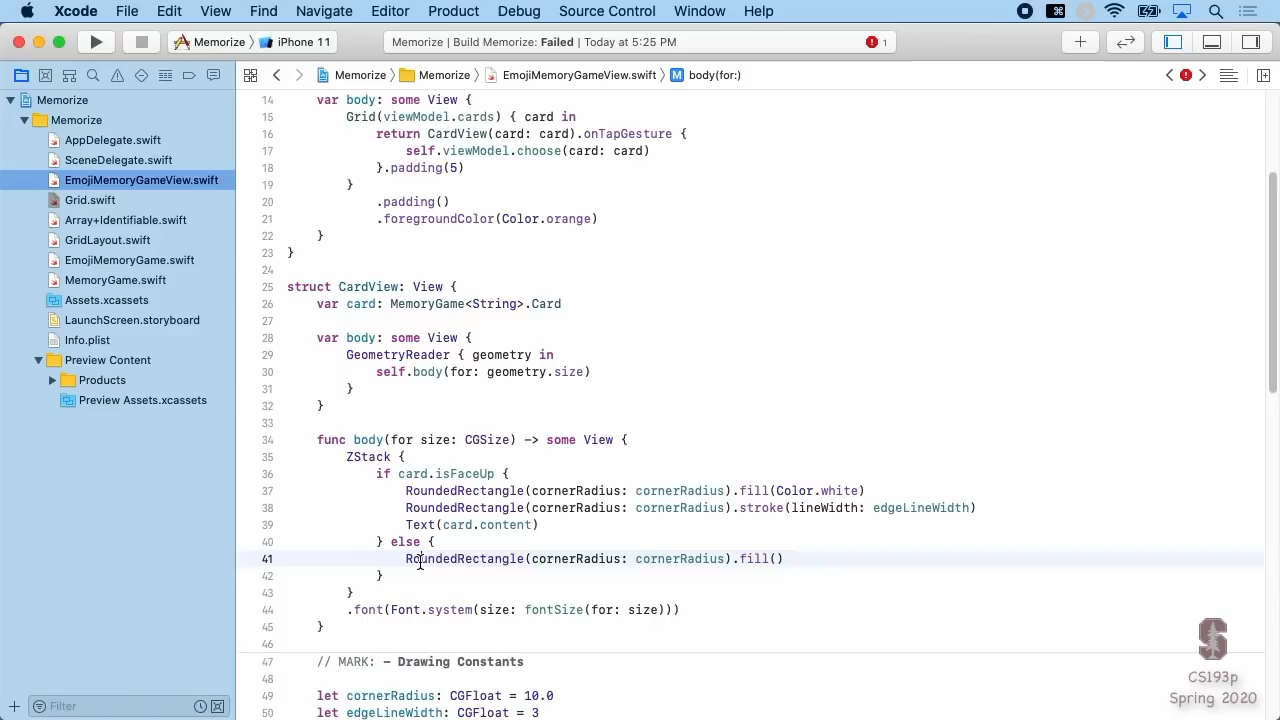 Xcode File Edit View Find Navigate Editor Product Debug Source Control Window Help
Memorize iPhone 11
Memorize | Build Memorize: Failed | Today at 5:25 PM
1
Memorize Memorize EmojiMemoryGameView.swift M body(for:)
Memorize
Memorize
AppDelegate.swift
SceneDelegate.swift
EmojiMemoryGameView.swift
Grid.swift
Array+Identifiable.swift
GridLayout.swift
EmojiMemoryGame.swift
MemoryGame.swift
Assets.xcassets
LaunchScreen.storyboard
Info.plist
Preview Content
Products
Preview Assets.xcassets
Filter
14 var body: some View {
15 Grid(viewModel.cards) { card in
16 return CardView(card: card).onTapGesture {
17 self.viewModel.choose(card: card)
18 }.padding(5)
19 }
20 .padding()
21 .foregroundColor(Color.orange)
22 }
23 }
24
25 struct CardView: View {
26 var card: MemoryGame<String>.Card
27
28 var body: some View {
29 GeometryReader { geometry in
30 self.body(for: geometry.size)
31 }
32 }
33
34 func body(for size: CGSize) -> some View {
35 ZStack {
36 if card.isFaceUp {
37 RoundedRectangle(cornerRadius: cornerRadius).fill(Color.white)
38 RoundedRectangle(cornerRadius: cornerRadius).stroke(lineWidth: edgeLineWidth)
39 Text(card.content)
40 } else {
41 RoundedRectangle(cornerRadius: cornerRadius).fill()
42 }
43 }
44 .font(Font.system(size: fontSize(for: size)))
45 }
46
47 // MARK: - Drawing Constants
48
49 let cornerRadius: CGFloat = 10.0
50 let edgeLineWidth: CGFloat = 3
S
CS193p
Spring 2020